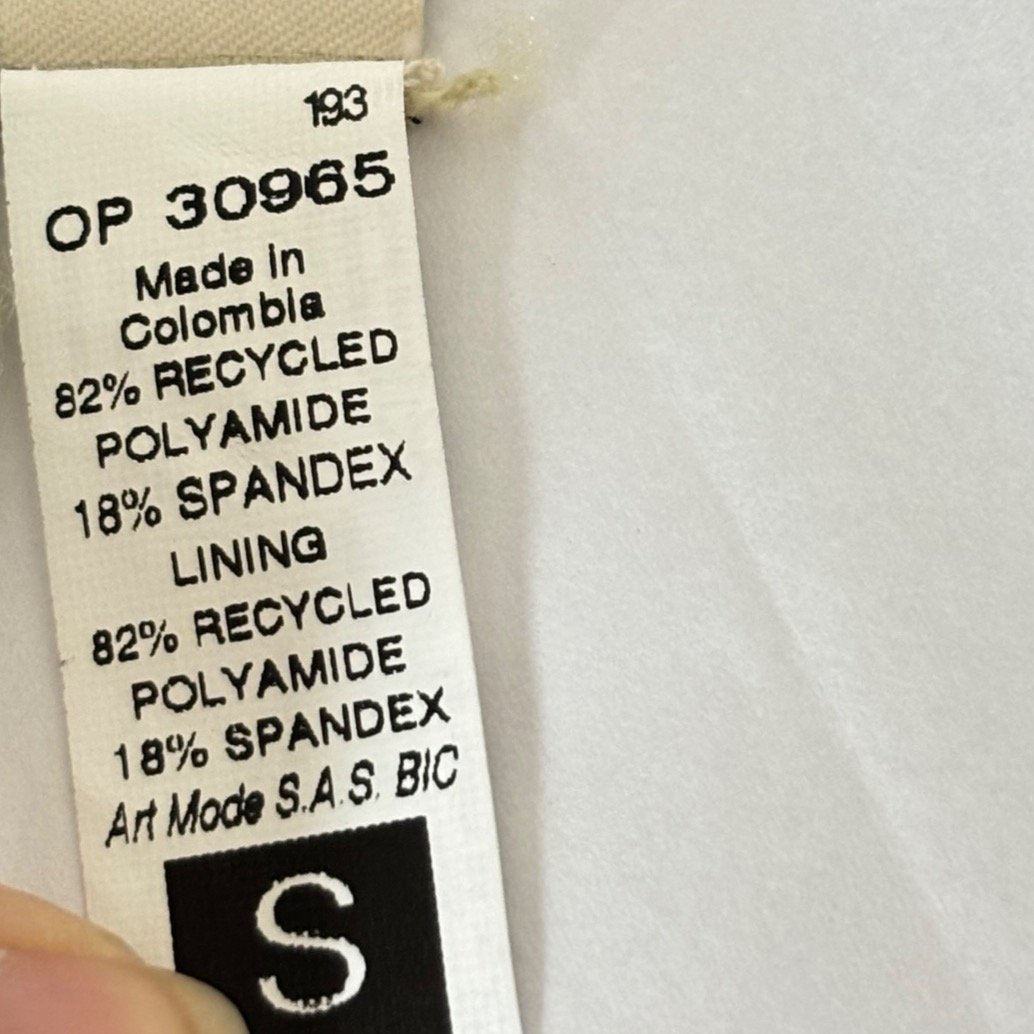 193
OP 30965
Made in
Colombia
82% RECYCLED
POLYAMIDE
18% SPANDEX
LINING
82% RECYCLED
POLYAMIDE
18% SPANDEX
Art Mode S.A.S. BIC
S